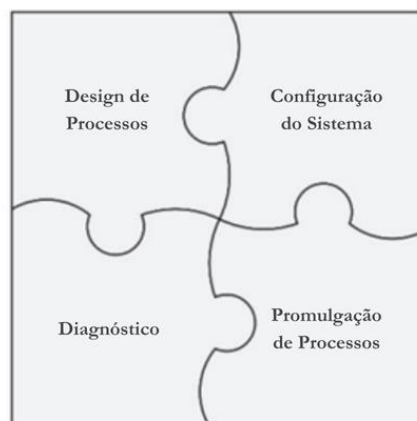 Design de
Processos
Configuração
do Sistema
Diagnóstico
Promulgação
de Processos